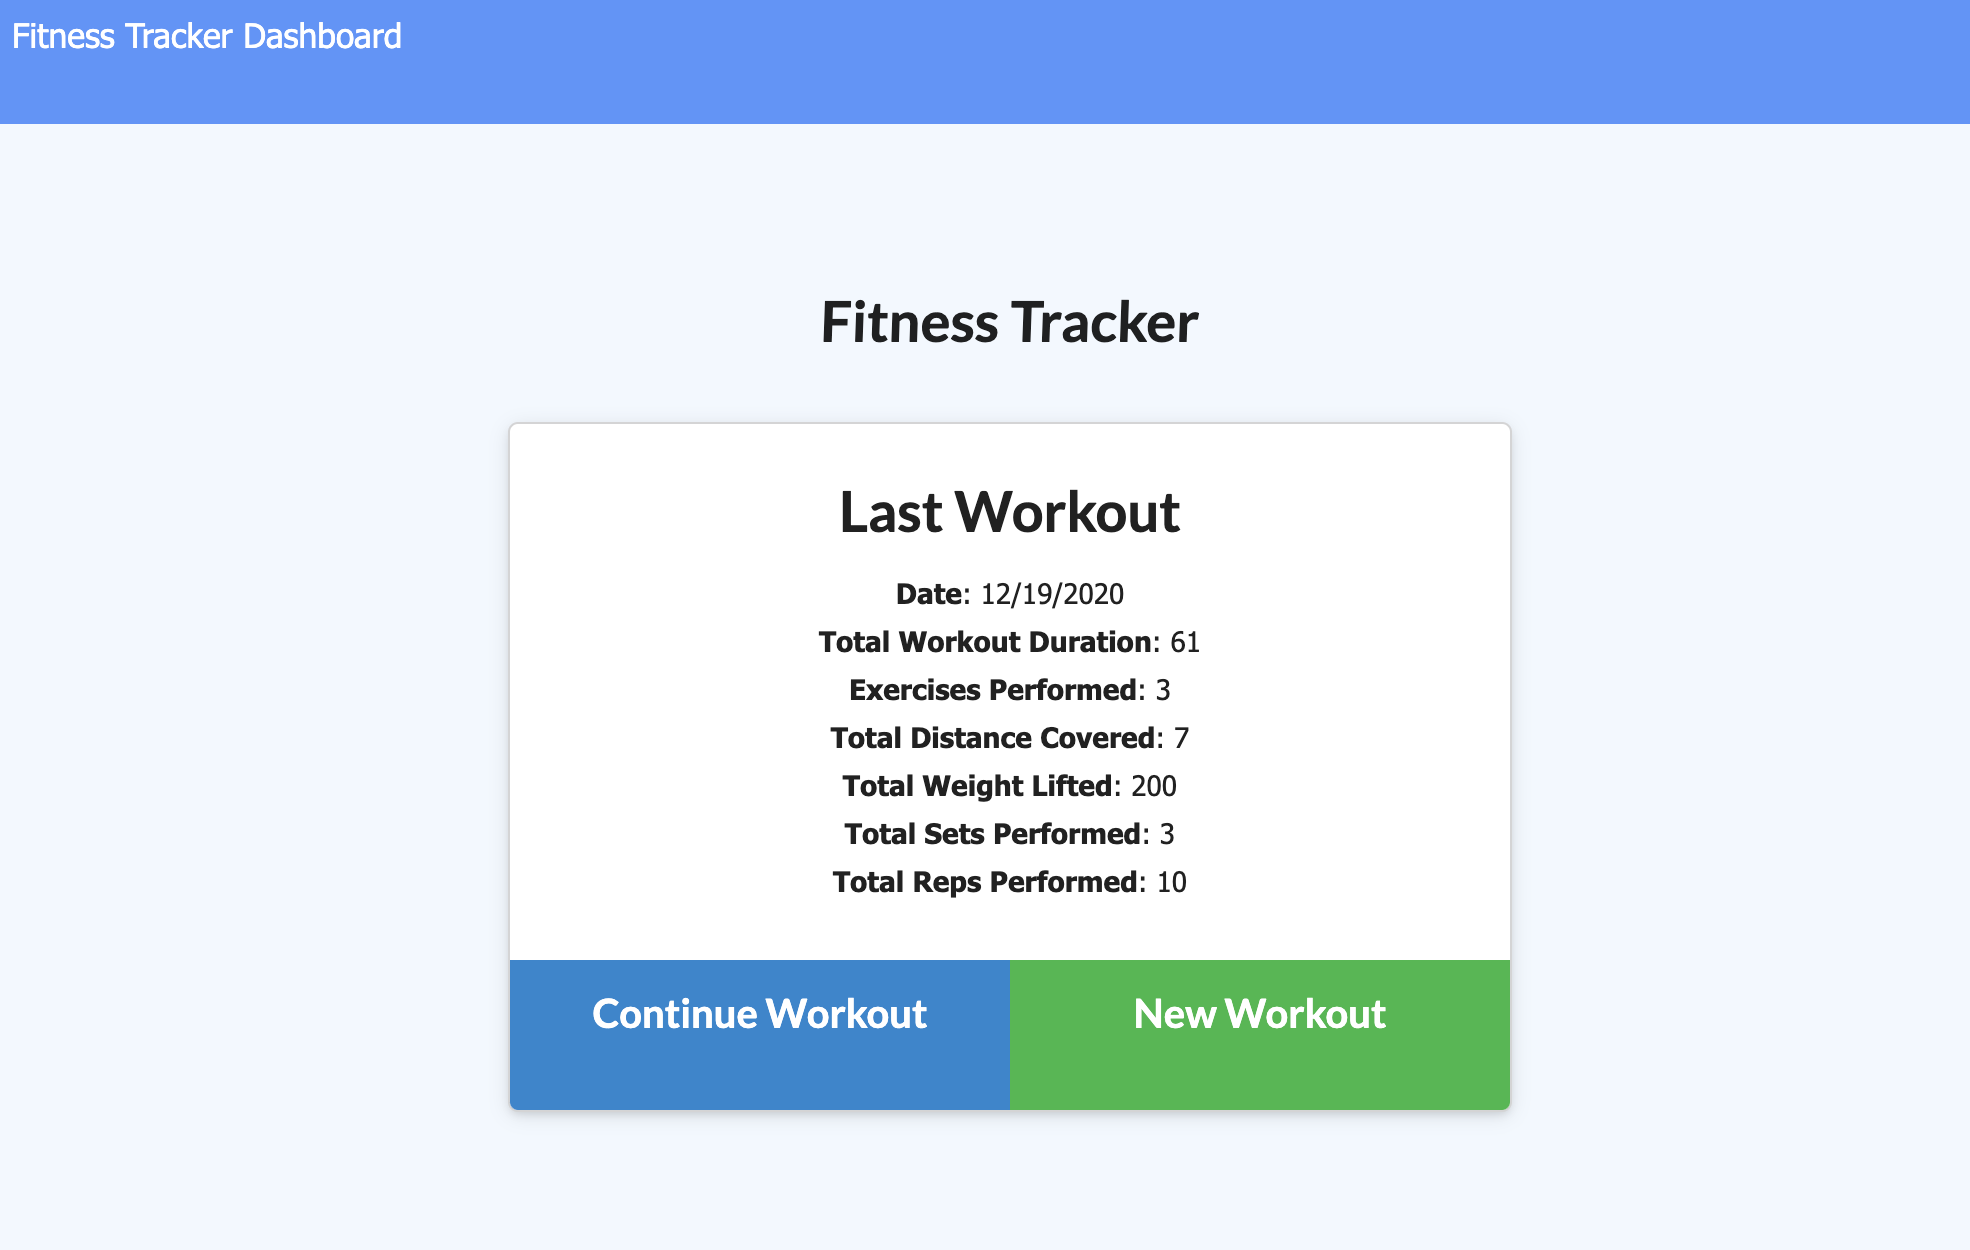 Fitness Tracker Dashboard
Fitness Tracker
Last Workout
Date: 12/19/2020
Total Workout Duration: 61
Exercises Performed: 3
Total Distance Covered: 7
Total Weight Lifted: 200
Total Sets Performed: 3
Total Reps Performed: 10
Continue Workout
New Workout